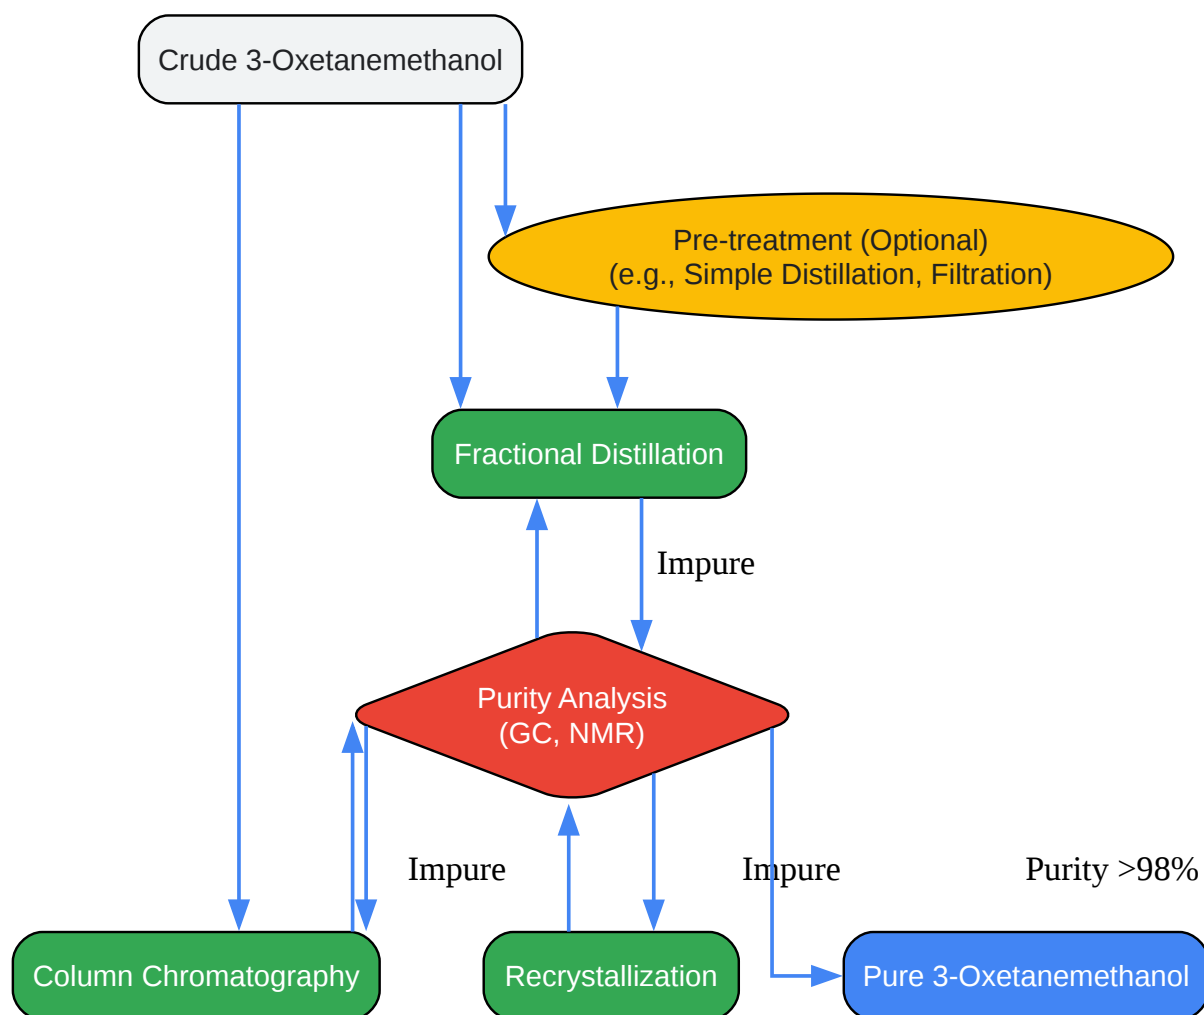 Crude 3-Oxetanemethanol
Pre-treatment (Optional)
(e.g., Simple Distillation, Filtration)
Fractional Distillation
Impure
Purity Analysis
(GC, NMR)
Impure
Impure
Purity >98%
Column Chromatography
Recrystallization
Pure 3-Oxetanemethanol